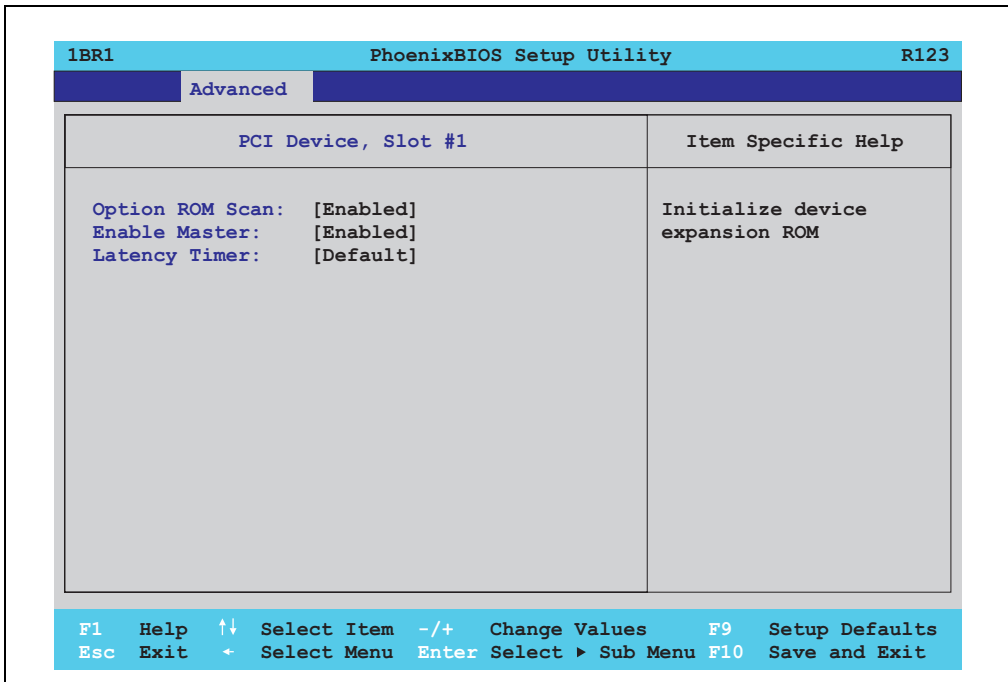 1BR1 PhoenixBIOS Setup Utility R123
Advanced
PCI Device, Slot #1
Item Specific Help
Option ROM Scan: [Enabled]
Enable Master: [Enabled]
Latency Timer: [Default]
Initialize device
expansion ROM
F1 Help ↑↓ Select Item -/+ Change Values F9 Setup Defaults
Esc Exit ← Select Menu Enter Select ▶ Sub Menu F10 Save and Exit